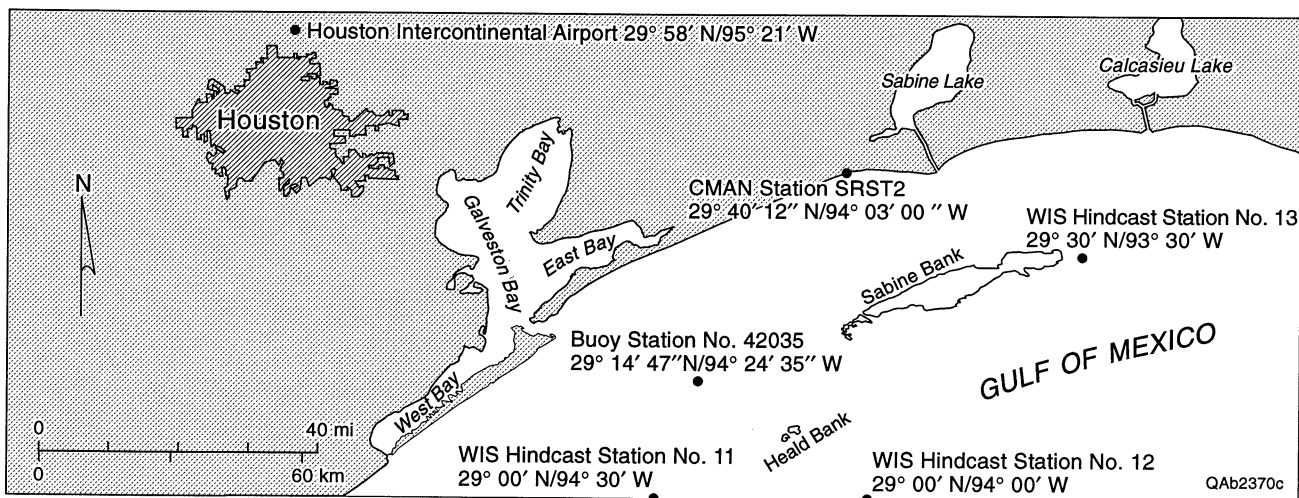 Houston Intercontinental Airport 29° 58′ N/95° 21′ W
Sabine Lake
Calcasieu Lake
Houston
Trinity Bay
N
CMAN Station SRST2
29° 40′ 12″ N/94° 03′ 00 ″ W
Galveston Bay
East Bay
WIS Hindcast Station No. 13
29° 30′ N/93° 30′ W
Sabine Bank
Buoy Station No. 42035
29° 14′ 47″N/94° 24′ 35″ W
GULF OF MEXICO
West Bay
0 40 mi
0 60 km
Heald Bank
WIS Hindcast Station No. 11
29° 00′ N/94° 30′ W
WIS Hindcast Station No. 12
29° 00′ N/94° 00′ W
QAb2370c